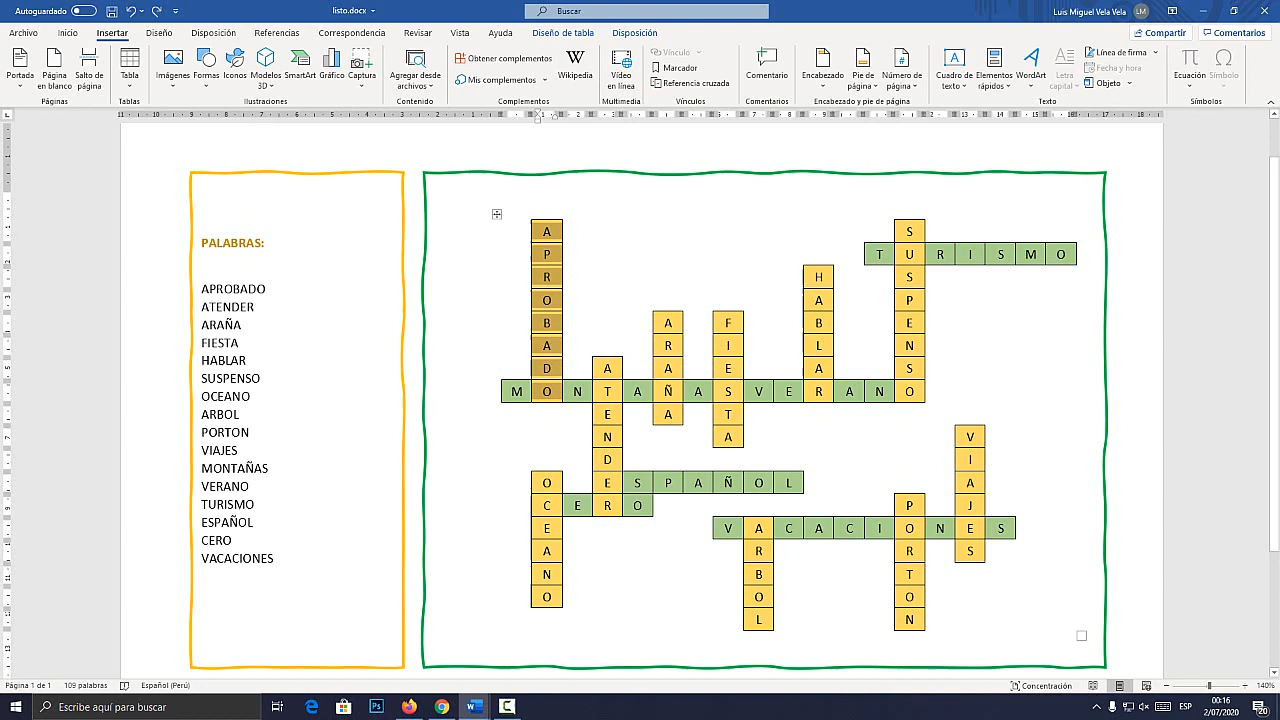 Autoguardado
listo.docx
Buscar
Luis Miguel Vela Vela
LM
Archivo Inicio Insertar Diseño Disposición Referencias Correspondencia Revisar Vista Ayuda Diseño de tabla Disposición
Compartir
Comentarios
Portada
Página en blanco
Salto de página
Páginas
Tabla
Tablas
Imágenes
Formas
Iconos
Modelos 3D
SmartArt
Gráfico
Captura
Ilustraciones
Agregar desde archivos
Contenido
Obtener complementos
Mis complementos
Wikipedia
Complementos
Vídeo en línea
Multimedia
Vínculo
Marcador
Referencia cruzada
Vínculos
Comentario
Comentarios
Encabezado
Pie de página
Número de página
Encabezado y pie de página
Cuadro de texto
Elementos rápidos
WordArt
Letra capital
Línea de firma
Fecha y hora
Objeto
Texto
Ecuación
Símbolo
Símbolos
PALABRAS:
APROBADO
ATENDER
ARAÑA
FIESTA
HABLAR
SUSPENSO
OCEANO
ARBOL
PORTON
VIAJES
MONTAÑAS
VERANO
TURISMO
ESPAÑOL
CERO
VACACIONES
A S
P T U R I S M O
R H S
O A P
B A F B E
A R I L N
D A A E A S
M O N T A Ñ A S V E R A N O
E A T
N A V
D I
O E S P A Ñ O L A
C E R O P J
E V A C A C I O N E S
A R R S
N B T
O O O
L N
Página 1 de 1
109 palabras
Español (Perú)
Concentración
140%
Escribe aquí para buscar
ESP
00:16
2/07/2020